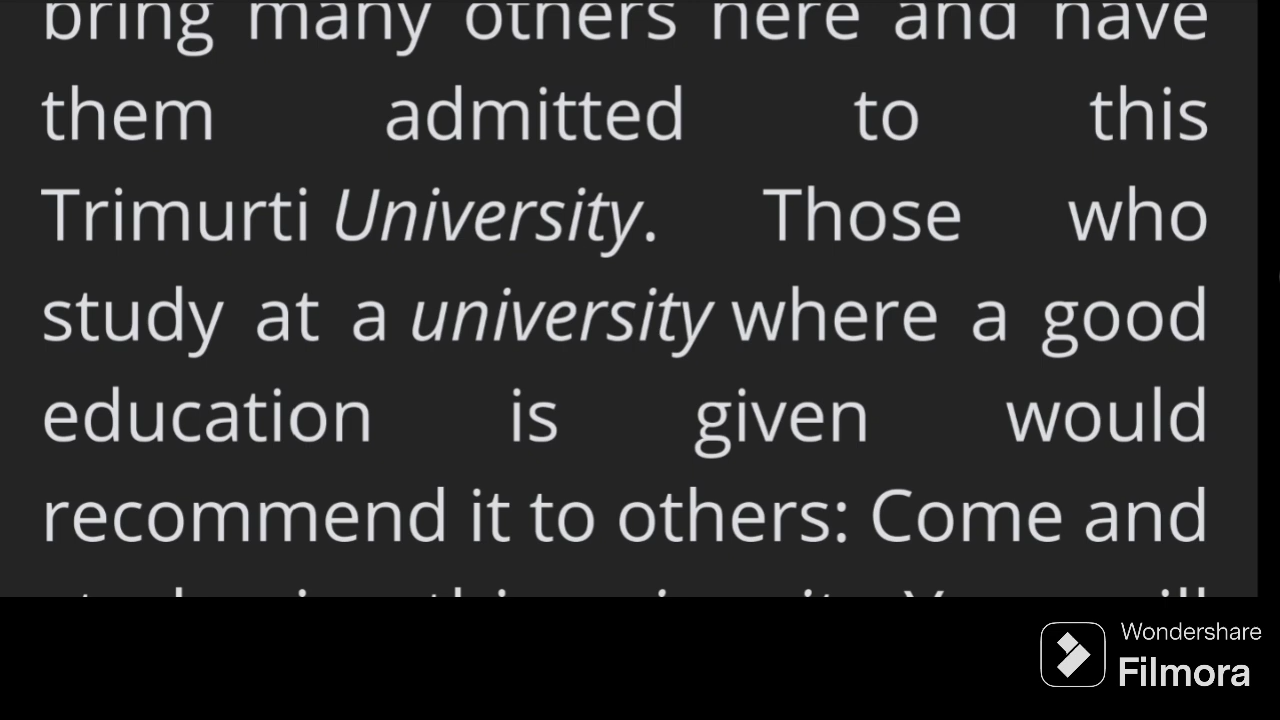 bring many others here and have
them admitted to this
Trimurti University. Those who
study at a university where a good
education is given would
recommend it to others: Come and
Wondershare
Filmora